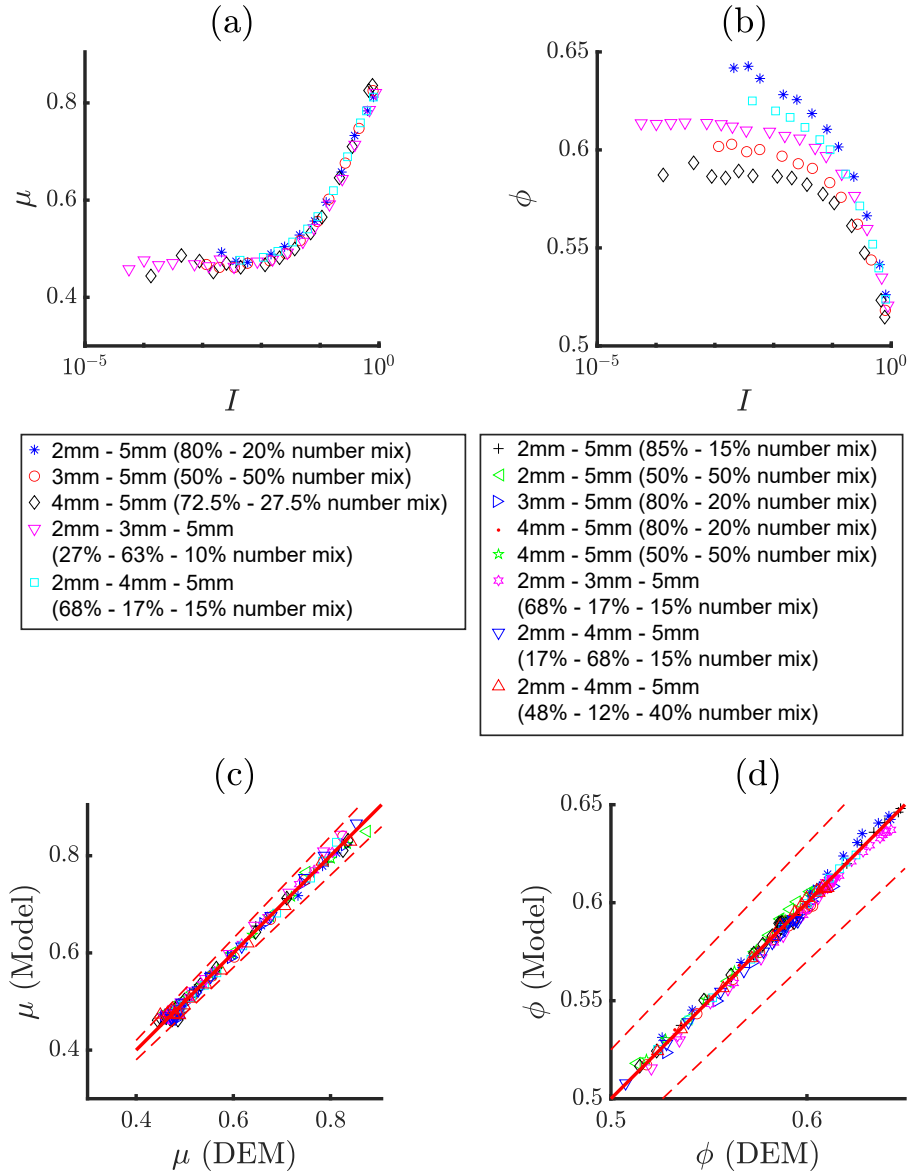 (a)
(b)
μ
0.8
0.6
0.4
10⁻⁵
10⁰
I
ϕ
0.65
0.6
0.55
0.5
10⁻⁵
10⁰
I
2mm - 5mm (80% - 20% number mix)
3mm - 5mm (50% - 50% number mix)
4mm - 5mm (72.5% - 27.5% number mix)
2mm - 3mm - 5mm
(27% - 63% - 10% number mix)
2mm - 4mm - 5mm
(68% - 17% - 15% number mix)
2mm - 5mm (85% - 15% number mix)
2mm - 5mm (50% - 50% number mix)
3mm - 5mm (80% - 20% number mix)
4mm - 5mm (80% - 20% number mix)
4mm - 5mm (50% - 50% number mix)
2mm - 3mm - 5mm
(68% - 17% - 15% number mix)
2mm - 4mm - 5mm
(17% - 68% - 15% number mix)
2mm - 4mm - 5mm
(48% - 12% - 40% number mix)
(c)
(d)
μ (Model)
0.8
0.6
0.4
0.4
0.6
0.8
μ (DEM)
ϕ (Model)
0.65
0.6
0.55
0.5
0.5
0.6
ϕ (DEM)